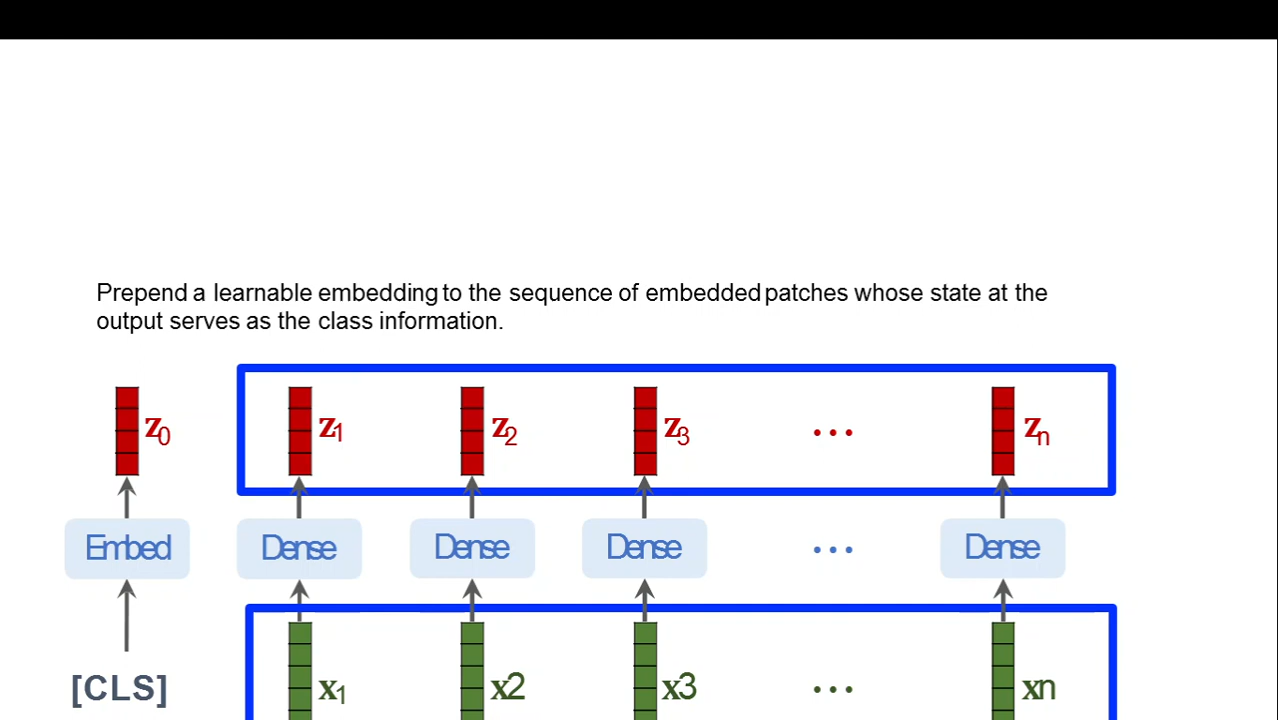 Prepend a learnable embedding to the sequence of embedded patches whose state at the
output serves as the class information.
z0 z1 z2 z3 ... zn
Embed Dense Dense Dense ... Dense
[CLS] x1 x2 x3 ... xn